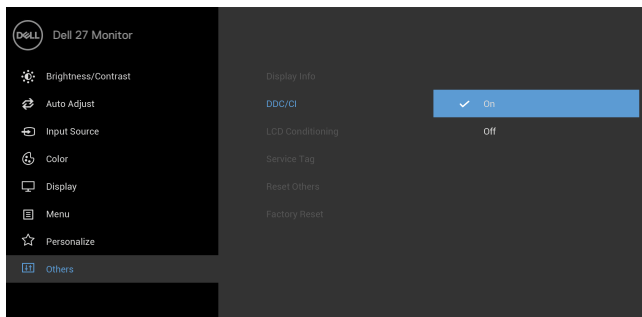 DELL Dell 27 Monitor
Brightness/Contrast
Auto Adjust
Input Source
Color
Display
Menu
Personalize
Others
Display Info
DDC/CI
LCD Conditioning
Service Tag
Reset Others
Factory Reset
On
Off